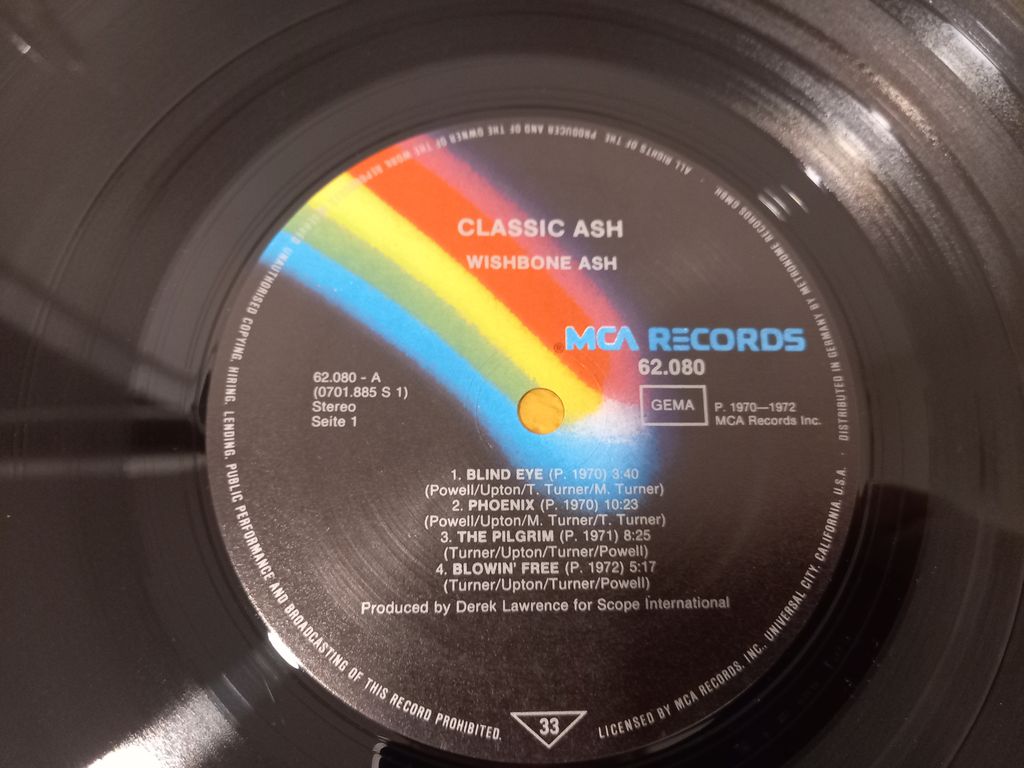 CLASSIC ASH
WISHBONE ASH
® MCA RECORDS
62.080
GEMA
P. 1970—1972
MCA Records Inc.
62.080 - A
(0701.885 S 1)
Stereo
Seite 1
1. BLIND EYE (P. 1970) 3:40
(Powell/Upton/T. Turner/M. Turner)
2. PHOENIX (P. 1970) 10:23
(Powell/Upton/M. Turner/T. Turner)
3. THE PILGRIM (P. 1971) 8:25
(Turner/Upton/Turner/Powell)
4. BLOWIN' FREE (P. 1972) 5:17
(Turner/Upton/Turner/Powell)
Produced by Derek Lawrence for Scope International
33
ALL RIGHTS OF THE PRODUCER AND OF THE OWNER OF THE WORK UNAUTHORISED COPYING, HIRING, LENDING, PUBLIC PERFORMANCE AND BROADCASTING OF THIS RECORD PROHIBITED.
LICENSED BY MCA RECORDS, INC., UNIVERSAL CITY, CALIFORNIA, U.S.A. · DISTRIBUTED IN GERMANY BY METRONOME RECORDS GMBH ·